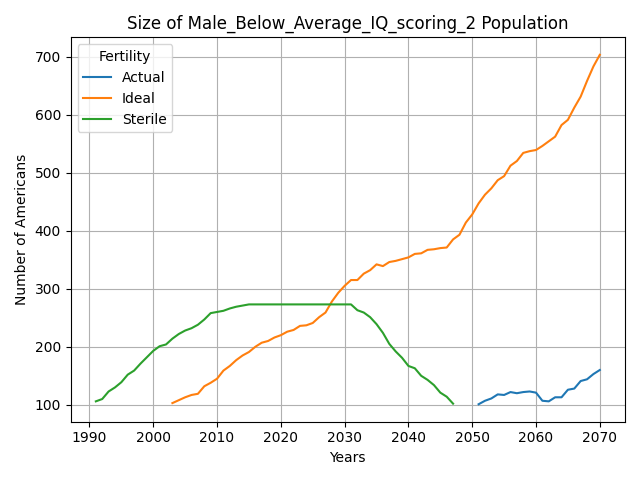 Size of Male_Below_Average_IQ_scoring_2 Population
Fertility
Actual
Ideal
Sterile
Number of Americans
700
600
500
400
300
200
100
1990 2000 2010 2020 2030 2040 2050 2060 2070
Years